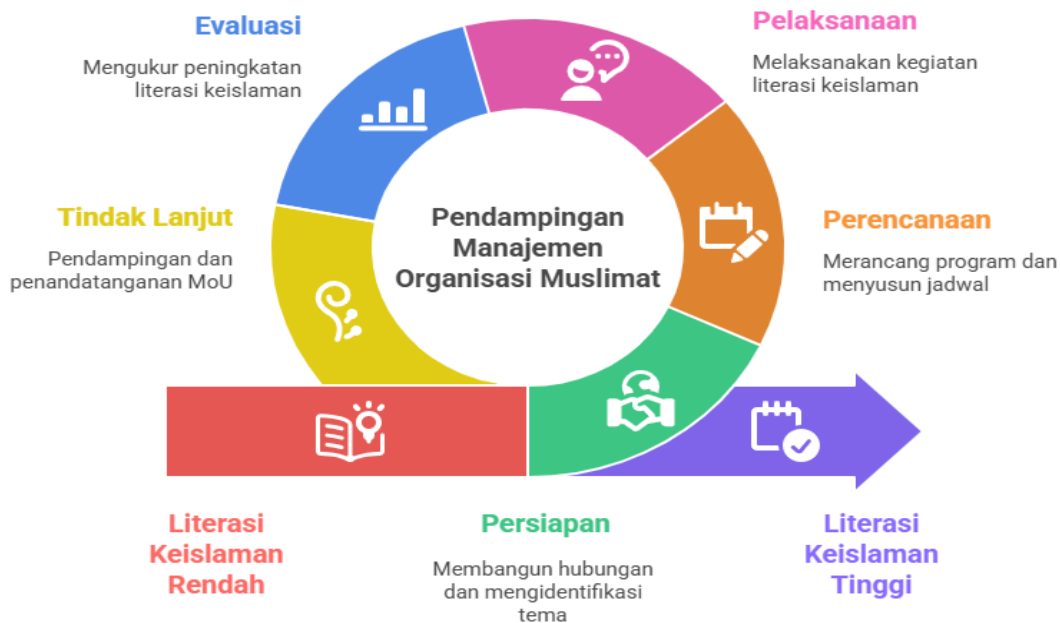 Evaluasi
Mengukur peningkatan
literasi keislaman
Pelaksanaan
Melaksanakan kegiatan
literasi keislaman
Tindak Lanjut
Pendampingan dan
penandatanganan MoU
Pendampingan
Manajemen
Organisasi Muslimat
Perencanaan
Merancang program dan
menyusun jadwal
Literasi
Keislaman
Rendah
Persiapan
Membangun hubungan
dan mengidentifikasi
tema
Literasi
Keislaman
Tinggi